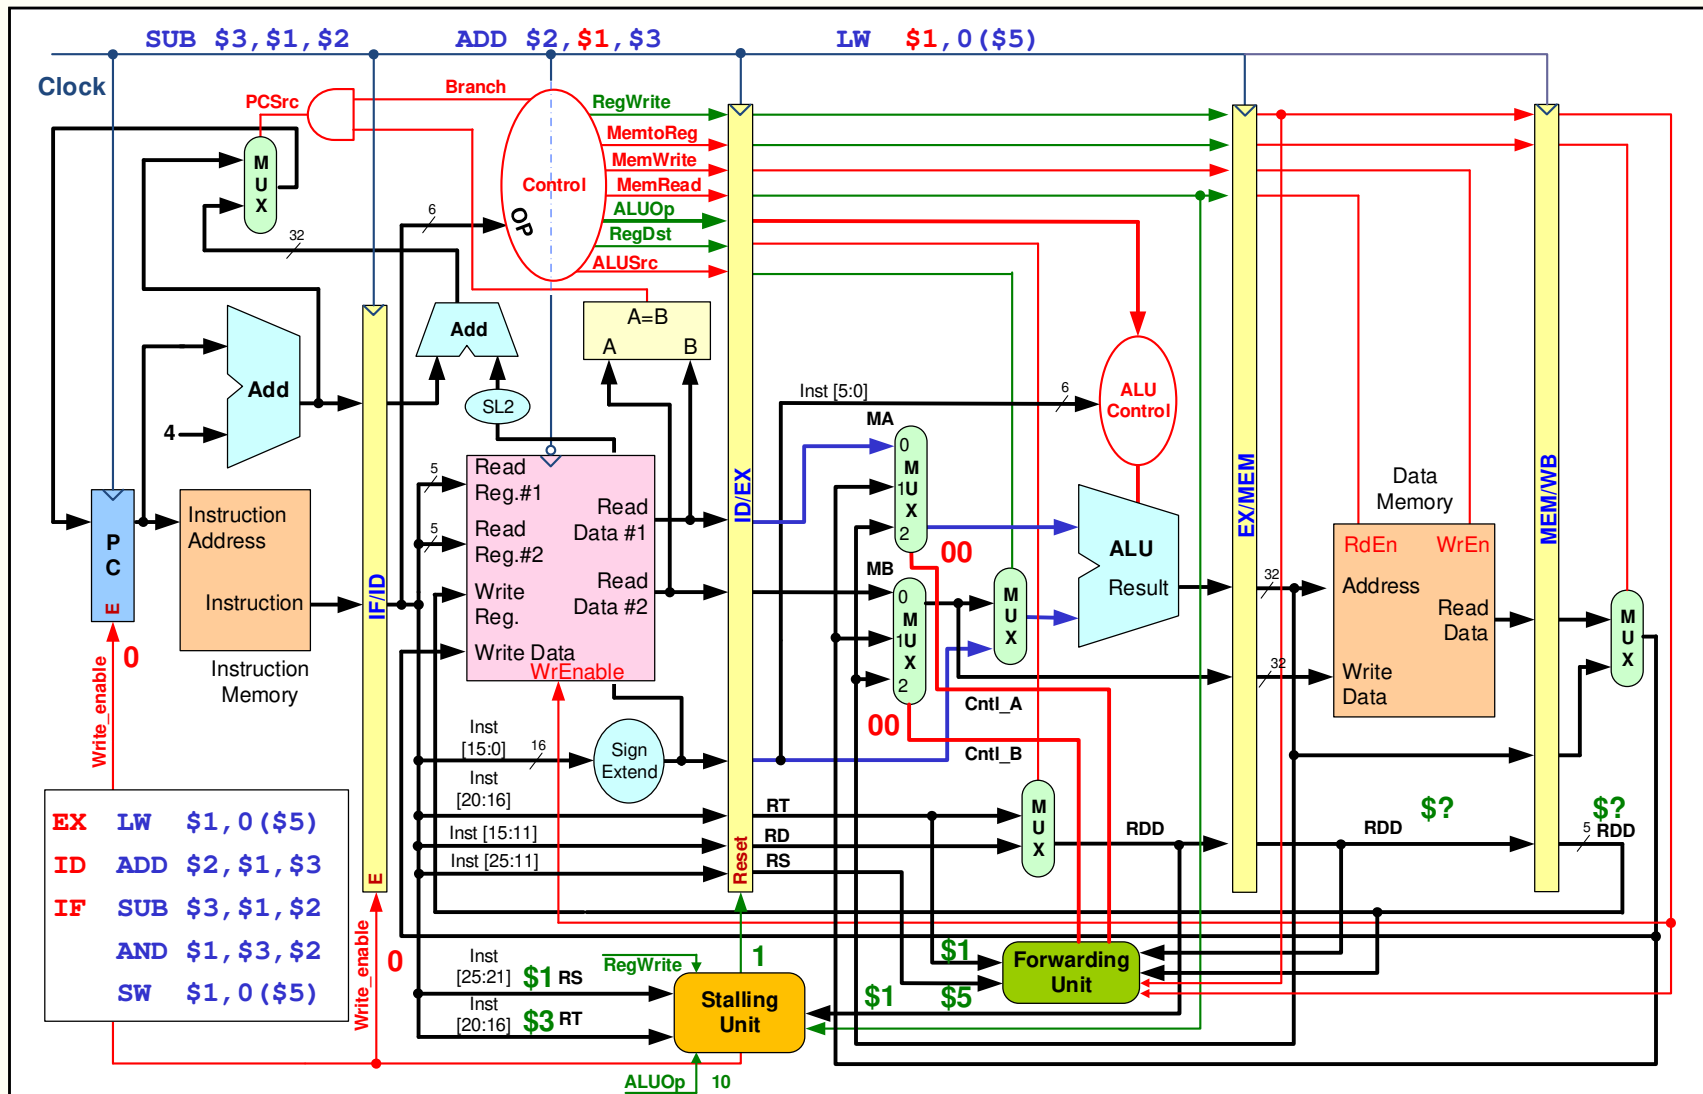 SUB $3,$1,$2
ADD $2,$1,$3
LW $1,0($5)
Clock
PCSrc
Branch
RegWrite
MemtoReg
MemWrite
MemRead
ALUOp
RegDst
ALUSrc
Control
OP
M
U
X
6
32
Add
4
Add
SL2
A=B
A
B
Inst [5:0]
6
ALU
Control
MA
0
M
U
X
1
2
00
MB
0
M
U
X
1
2
00
M
U
X
ALU
Result
Cntl_A
Cntl_B
P
C
E
0
Write_enable
Instruction
Address
Instruction
Instruction
Memory
IF/ID
E
5
5
Read
Reg.#1
Read
Reg.#2
Write
Reg.
Write Data
WrEnable
Read
Data #1
Read
Data #2
ID/EX
Reset
EX/MEM
MEM/WB
Data
Memory
RdEn
WrEn
Address
Read
Data
Write
Data
32
32
M
U
X
Inst
[15:0]
16
Sign
Extend
Inst
[20:16]
Inst [15:11]
Inst [25:11]
RT
RD
RS
M
U
X
RDD
RDD
$?
$?
5
RDD
EX LW $1,0($5)
ID ADD $2,$1,$3
IF SUB $3,$1,$2
AND $1,$3,$2
SW $1,0($5)
Write_enable
0
Inst
[25:21]
$1 RS
Inst
[20:16]
$3 RT
RegWrite
1
Stalling
Unit
ALUOp 10
$1
$1
$5
Forwarding
Unit